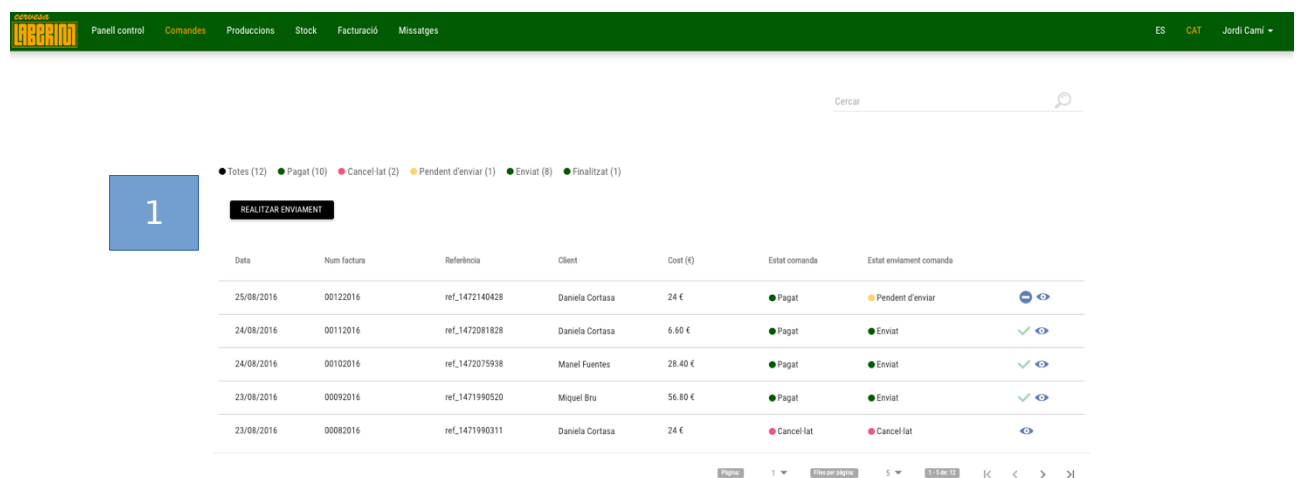 cervesa
LABERINT
Panell control Comandes Produccions Stock Facturació Missatges ES CAT Jordi Camí
Cercar
Totes (12) Pagat (10) Cancel·lat (2) Pendent d'enviar (1) Enviat (8) Finalitzat (1)
1
REALITZAR ENVIAMENT
Data Num factura Referència Client Cost (€) Estat comanda Estat enviament comanda
25/08/2016 00122016 ref_1472140428 Daniela Cortasa 24 € Pagat Pendent d'enviar
24/08/2016 00112016 ref_1472081828 Daniela Cortasa 6.60 € Pagat Enviat
24/08/2016 00102016 ref_1472075938 Manel Fuentes 28.40 € Pagat Enviat
23/08/2016 00092016 ref_1471990520 Miquel Bru 56.80 € Pagat Enviat
23/08/2016 00082016 ref_1471990311 Daniela Cortasa 24 € Cancel·lat Cancel·lat
Pàgina: 1 Files per pàgina: 5 1 - 5 de: 12